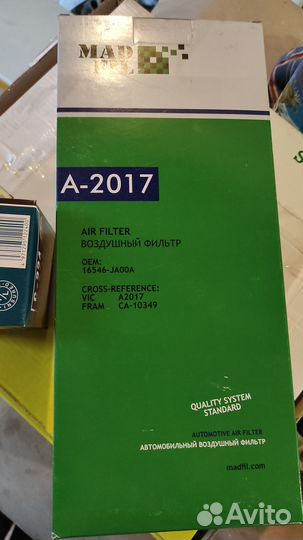 MAD
FIL
A-2017
AIR FILTER
ВОЗДУШНЫЙ ФИЛЬТР
OEM:
16546-JA00A
CROSS-REFERENCE:
VIC A2017
FRAM CA-10349
QUALITY SYSTEM
STANDARD
AUTOMOTIVE AIR FILTER
АВТОМОБИЛЬНЫЙ ВОЗДУШНЫЙ ФИЛЬТР
madfil.com
Avito